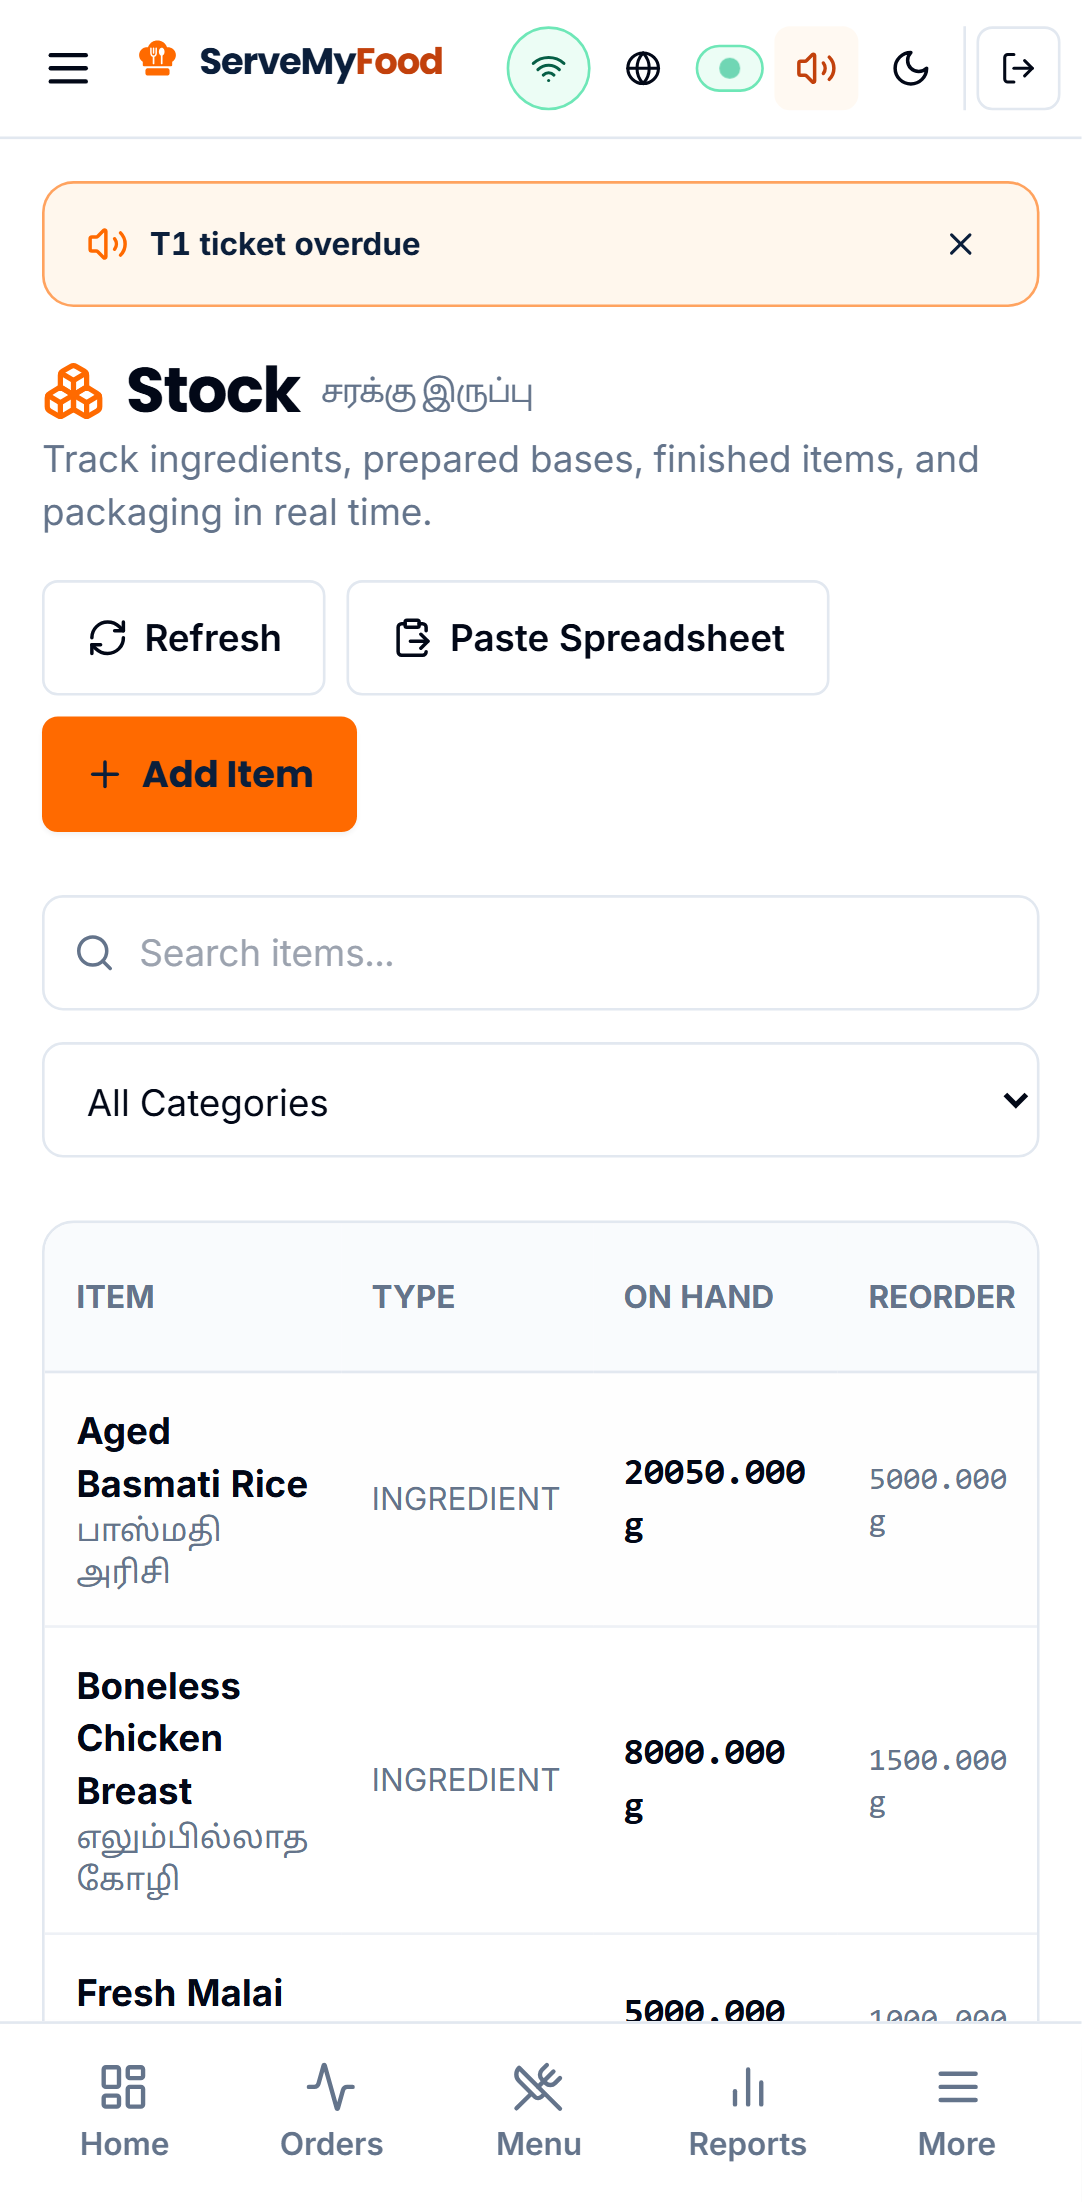 ServeMyFood
T1 ticket overdue
Stock சரக்கு இருப்பு
Track ingredients, prepared bases, finished items, and
packaging in real time.
Refresh Paste Spreadsheet
Add Item
Search items...
All Categories
ITEM TYPE ON HAND REORDER
Aged
Basmati Rice
பாஸ்மதி
அரிசி
INGREDIENT
20050.000
g
5000.000
g
Boneless
Chicken
Breast
எலும்பில்லாத
கோழி
INGREDIENT
8000.000
g
1500.000
g
Fresh Malai
5000.000
1000.000
Home Orders Menu Reports More